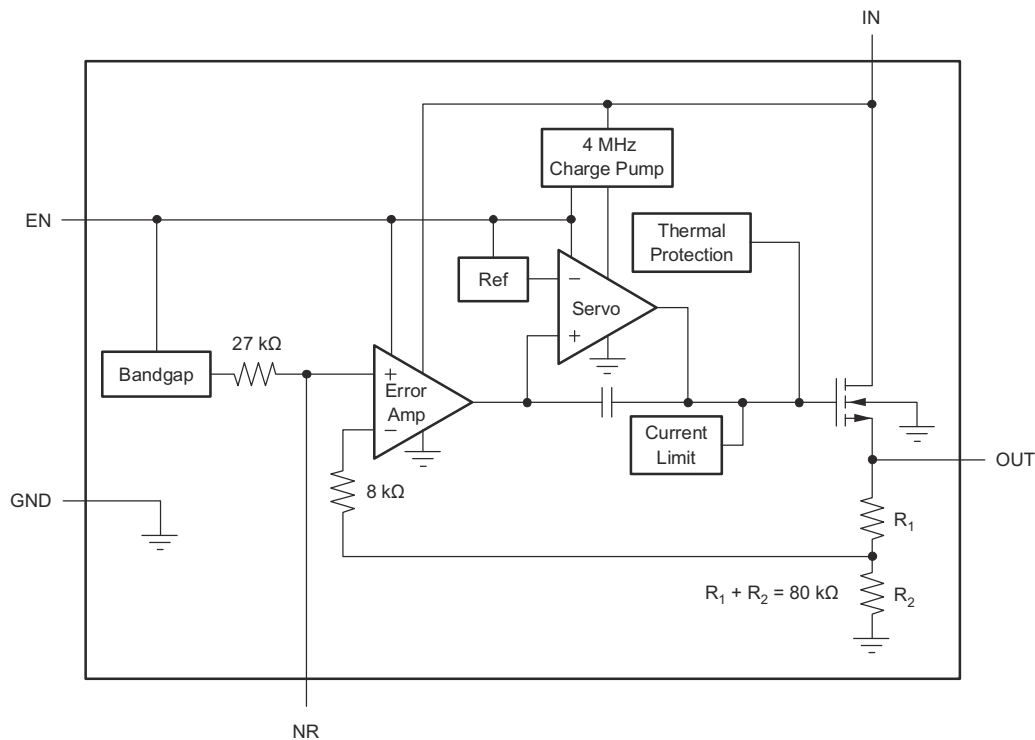 IN
4 MHz
Charge Pump
EN
Thermal
Protection
Ref
−
Servo
+
27 kΩ
Bandgap
+
Error
Amp
−
Current
Limit
OUT
8 kΩ
GND
R1
R1 + R2 = 80 kΩ
R2
NR